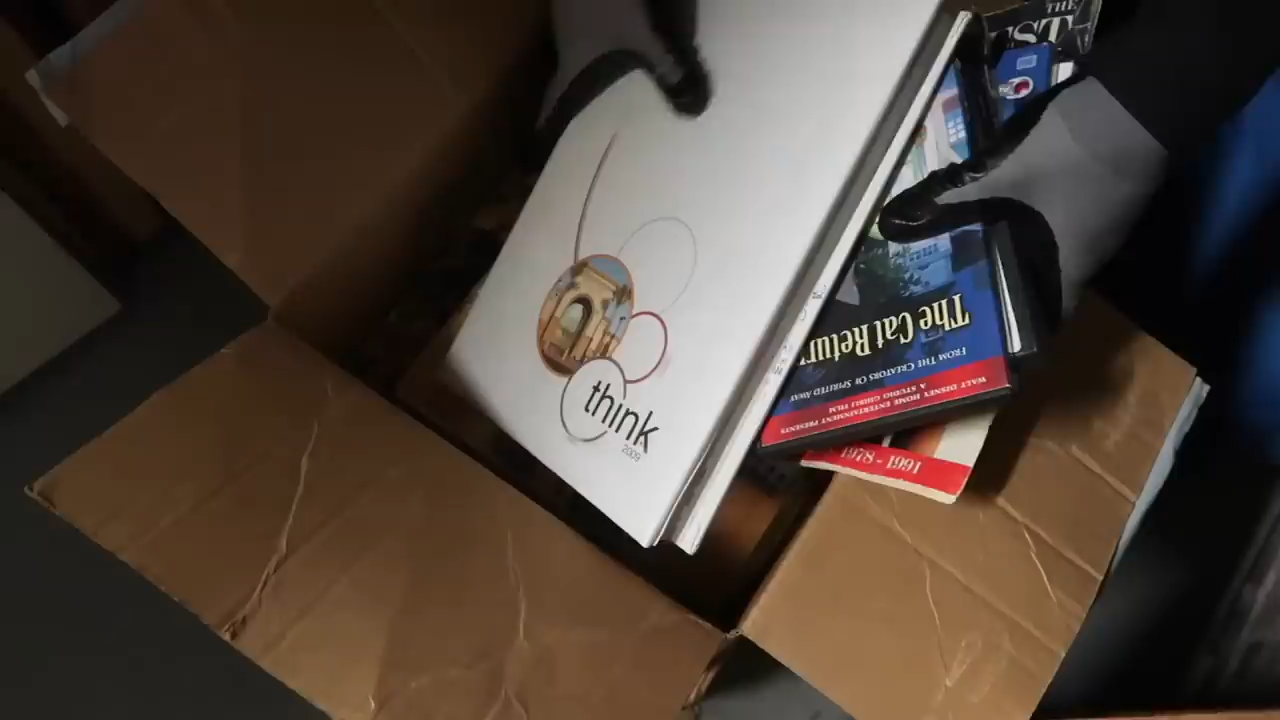 THE
think
2009
The Cat Retur
FROM THE CREATORS OF SPIRITED AWAY
WALT DISNEY HOME ENTERTAINMENT PRESENTS
A STUDIO GHIBLI FILM
1978 - 1991